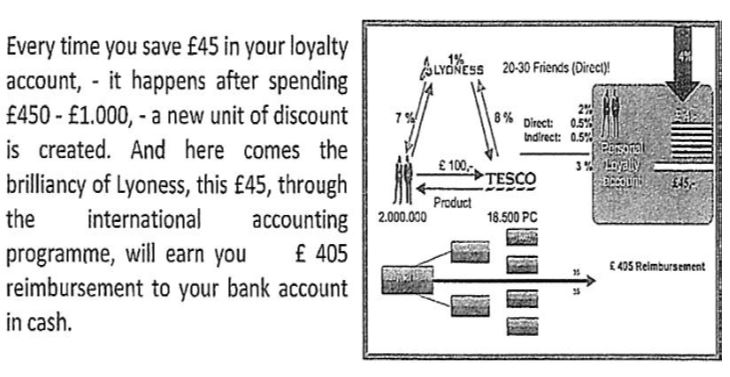 Every time you save £45 in your loyalty
account, - it happens after spending
£450 - £1.000, - a new unit of discount
is created. And here comes the
brilliancy of Lyoness, this £45, through
the international accounting
programme, will earn you £ 405
reimbursement to your bank account
in cash.
1%
LYONESS
20-30 Friends (Direct)!
4%
7%
8%
2%
Direct: 0.5%
Indirect: 0.5%
3%
Personal
Loyalty
account
£45,-
£ 100,-
TESCO
Product
2.000.000
18.500 PC
35
35
£ 405 Reimbursement